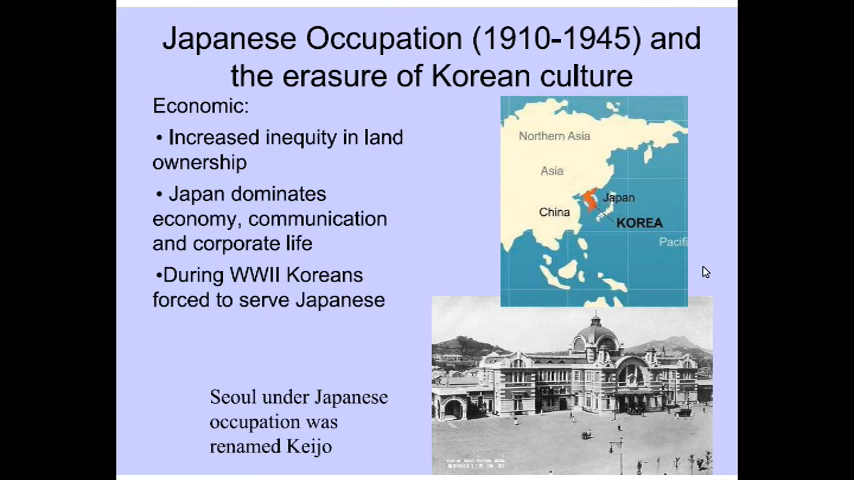 Japanese Occupation (1910-1945) and
the erasure of Korean culture
Economic:
• Increased inequity in land
ownership
• Japan dominates
economy, communication
and corporate life
•During WWII Koreans
forced to serve Japanese
Northern Asia
Asia
Japan
China
KOREA
Pacifi
Seoul under Japanese
occupation was
renamed Keijo